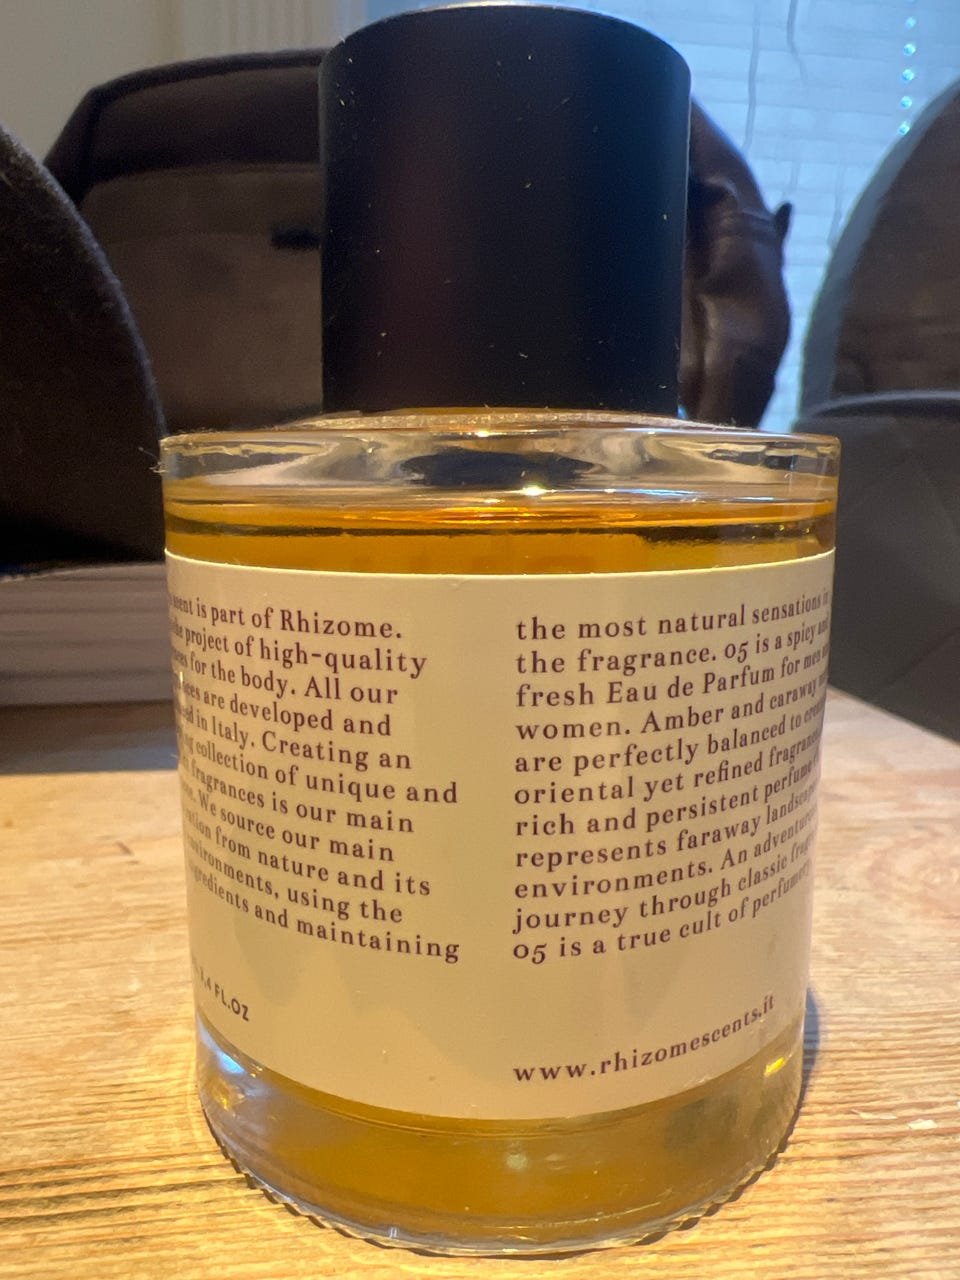 is part of Rhizome.
project of high-quality
for the body. All our
are developed and
in Italy. Creating an
collection of unique and
fragrances is our main
We source our main
from nature and its
environments, using the
ingredients and maintaining
3.4 FL.OZ
the most natural sensations in
the fragrance. 05 is a spicy and
fresh Eau de Parfum for men
women. Amber and caraway
are perfectly balanced to
oriental yet refined
rich and persistent perfume
represents faraway
environments. An
journey through classic
05 is a true cult of perfumery
www.rhizomescents.it